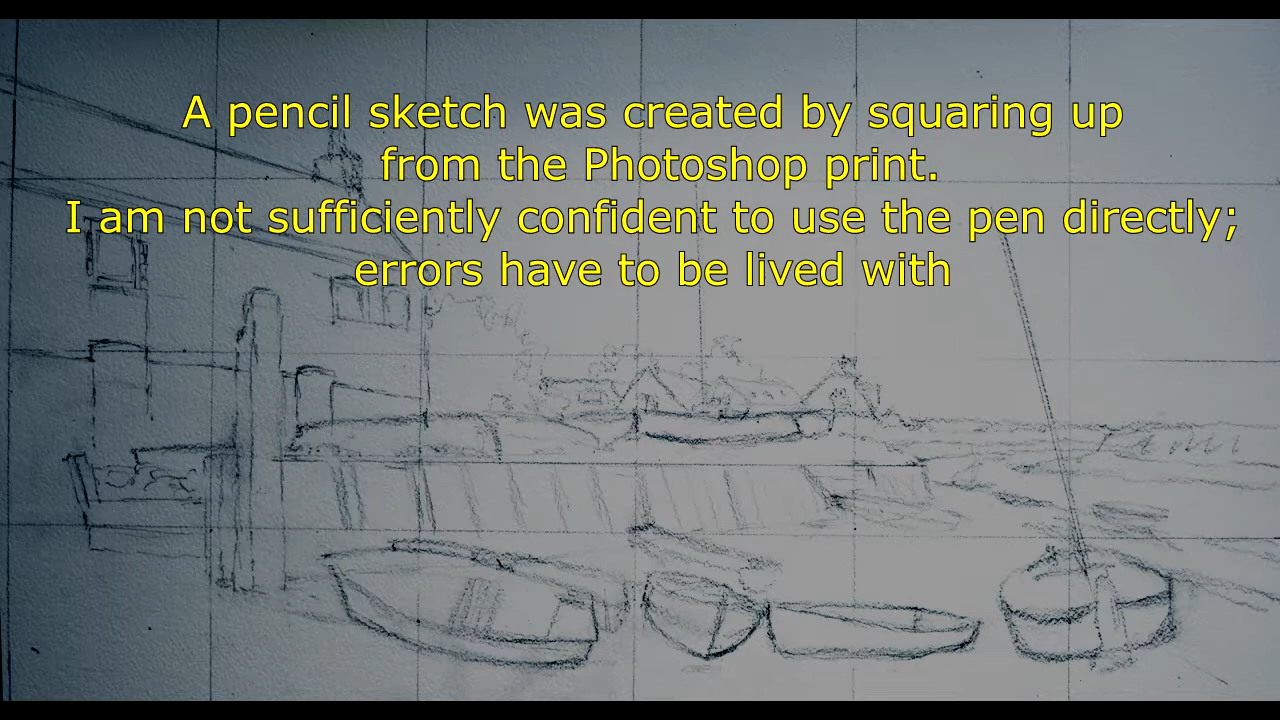 A pencil sketch was created by squaring up
from the Photoshop print.
I am not sufficiently confident to use the pen directly;
errors have to be lived with